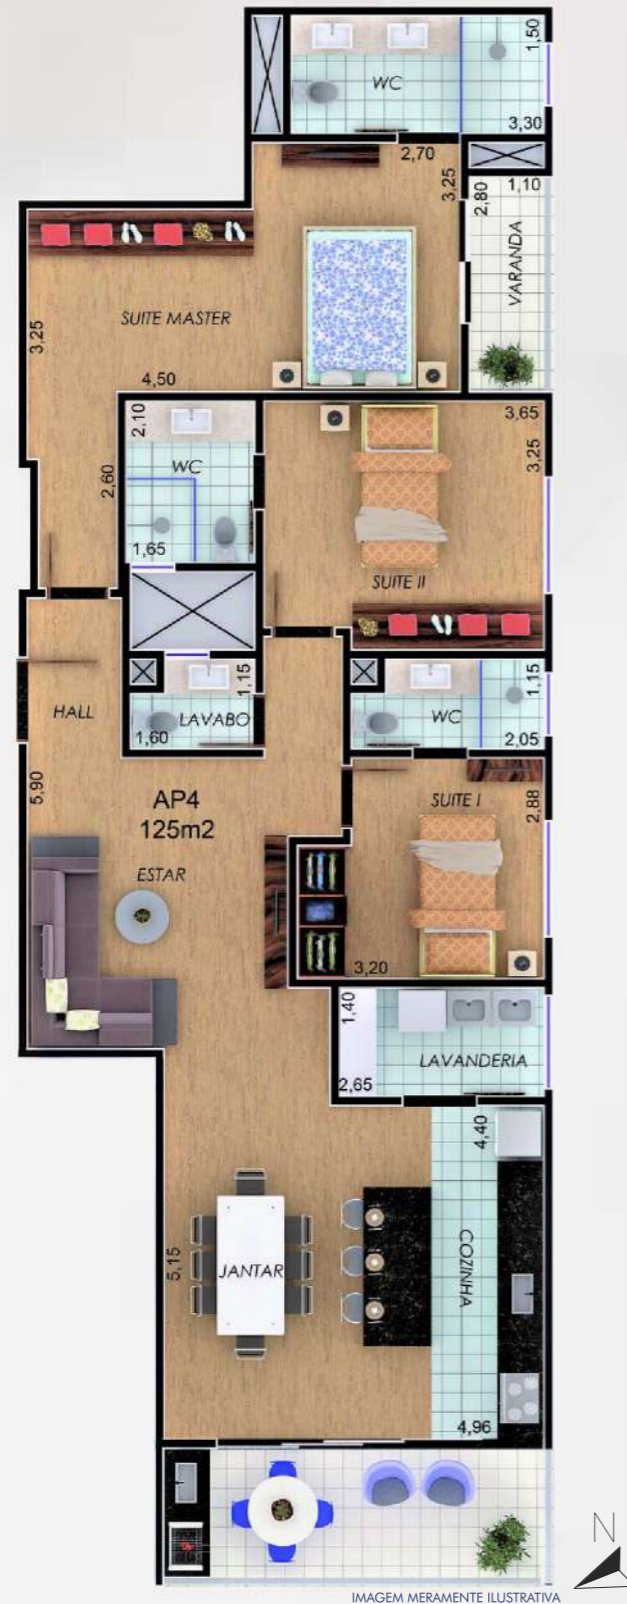 1,50
WC
3,30
2,70
3,25
2,80
1,10
VARANDA
SUITE MASTER
3,25
4,50
2,10
3,65
3,25
WC
2,60
1,65
SUITE II
1,15
1,15
HALL
LAVABO
WC
1,60
2,05
5,90
AP4
125m2
SUITE I
2,88
ESTAR
3,20
1,40
LAVANDERIA
2,65
4,40
5,15
JANTAR
COZINHA
4,96
N
IMAGEM MERAMENTE ILUSTRATIVA